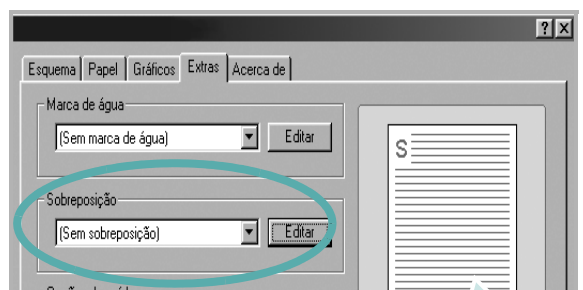 ? X
Esquema Papel Gráficos Extras Acerca de
Marca de água
(Sem marca de água) Editar
S
Sobreposição
(Sem sobreposição) Editar